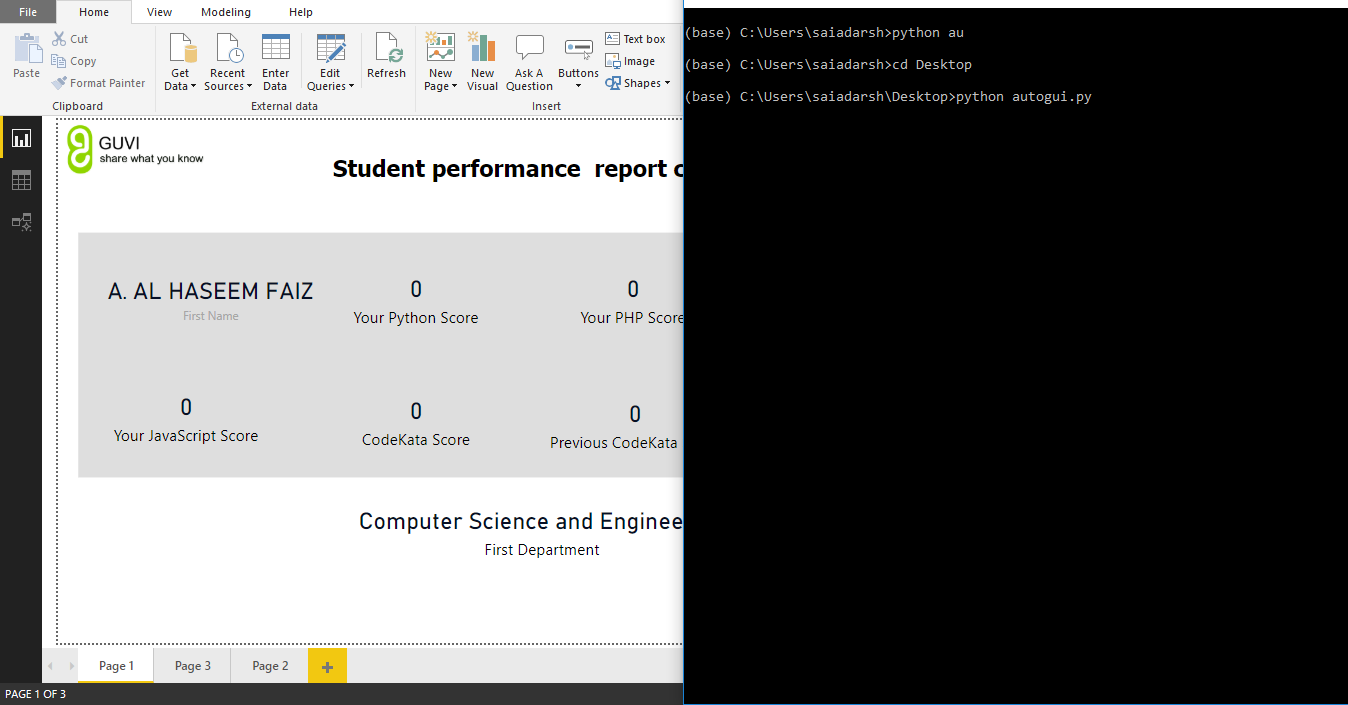 File Home View Modeling Help
Paste
Cut
Copy
Format Painter
Clipboard
Get Data
Recent Sources
Enter Data
External data
Edit Queries
Refresh
New Page
New Visual
Ask A Question
Buttons
Text box
Image
Shapes
Insert
GUVI
share what you know
Student performance report c
A. AL HASEEM FAIZ
First Name
0
Your Python Score
0
Your PHP Score
0
Your JavaScript Score
0
CodeKata Score
0
Previous CodeKata
Computer Science and Enginee
First Department
Page 1 Page 3 Page 2 +
PAGE 1 OF 3
(base) C:\Users\saiadarsh>python au
(base) C:\Users\saiadarsh>cd Desktop
(base) C:\Users\saiadarsh\Desktop>python autogui.py